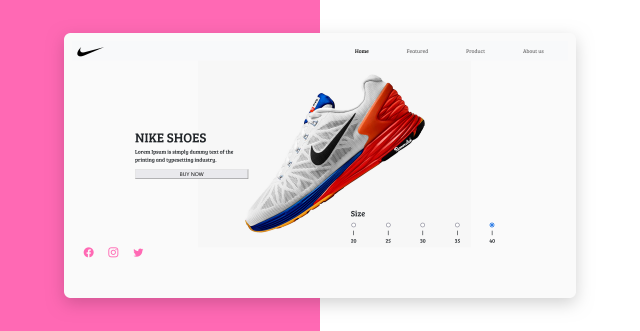 Home Featured Product About us
NIKE SHOES
Lorem Ipsum is simply dummy text of the
printing and typesetting industry.
BUY NOW
Size
20 25 30 35 40